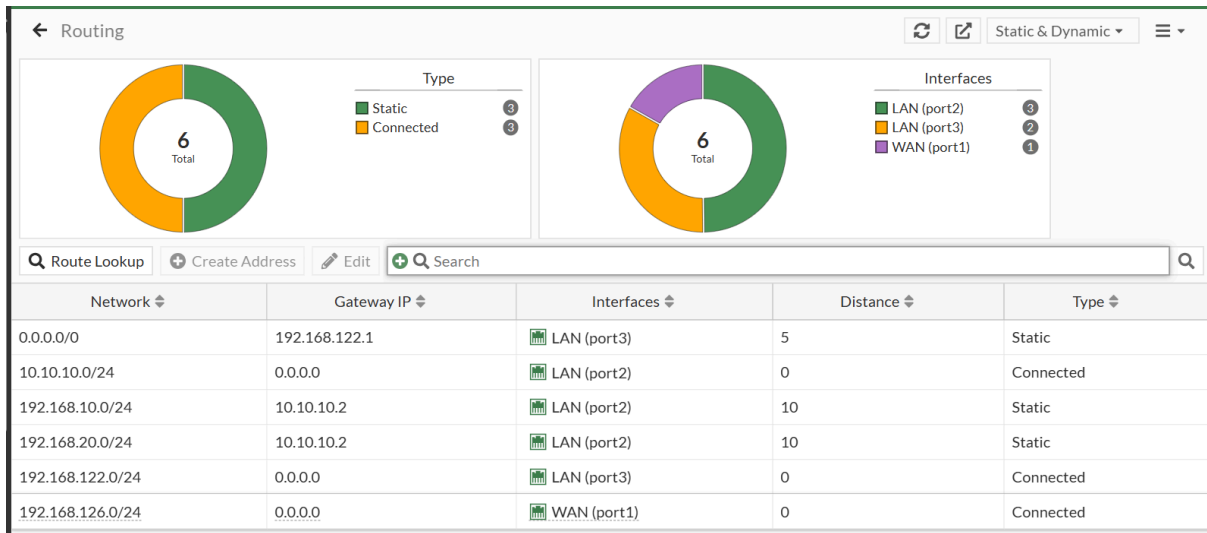 Routing
Static & Dynamic
Type
Static 3
Connected 3
6
Total
Interfaces
LAN (port2) 3
LAN (port3) 2
WAN (port1) 1
6
Total
Route Lookup Create Address Edit Search
Network Gateway IP Interfaces Distance Type
0.0.0.0/0 192.168.122.1 LAN (port3) 5 Static
10.10.10.0/24 0.0.0.0 LAN (port2) 0 Connected
192.168.10.0/24 10.10.10.2 LAN (port2) 10 Static
192.168.20.0/24 10.10.10.2 LAN (port2) 10 Static
192.168.122.0/24 0.0.0.0 LAN (port3) 0 Connected
192.168.126.0/24 0.0.0.0 WAN (port1) 0 Connected